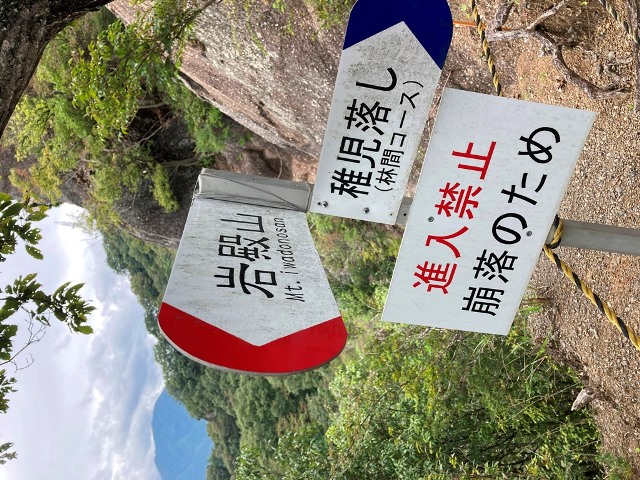 岩殿山
Mt. Iwadonosan
稚児落し
(林間コース)
進入禁止
崩落のため